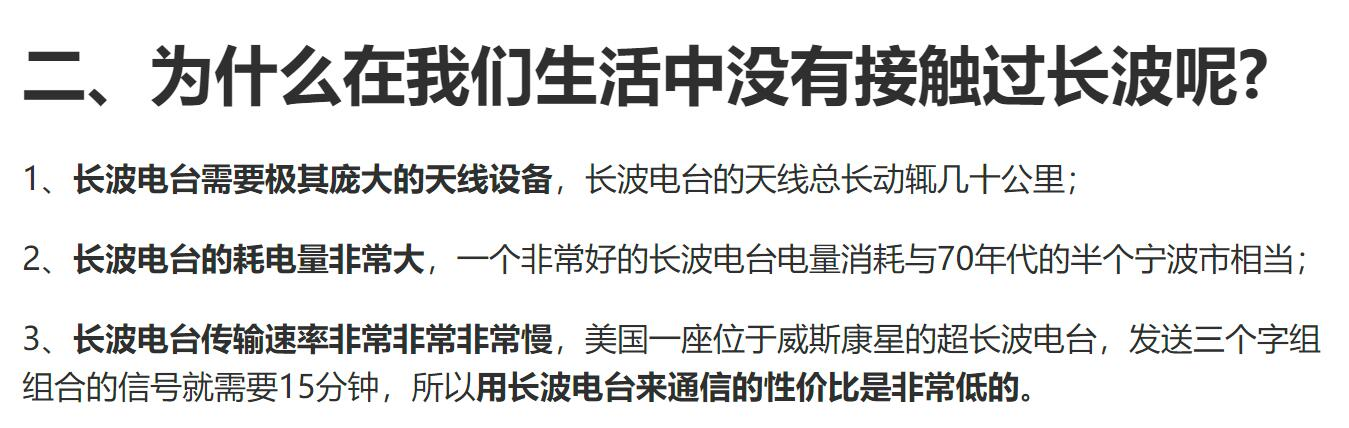 二、为什么在我们生活中没有接触过长波呢?
1、长波电台需要极其庞大的天线设备，长波电台的天线总长动辄几十公里；
2、长波电台的耗电量非常大，一个非常好的长波电台电量消耗与70年代的半个宁波市相当；
3、长波电台传输速率非常非常非常慢，美国一座位于威斯康星的超长波电台，发送三个字组
组合的信号就需要15分钟，所以用长波电台来通信的性价比是非常低的。